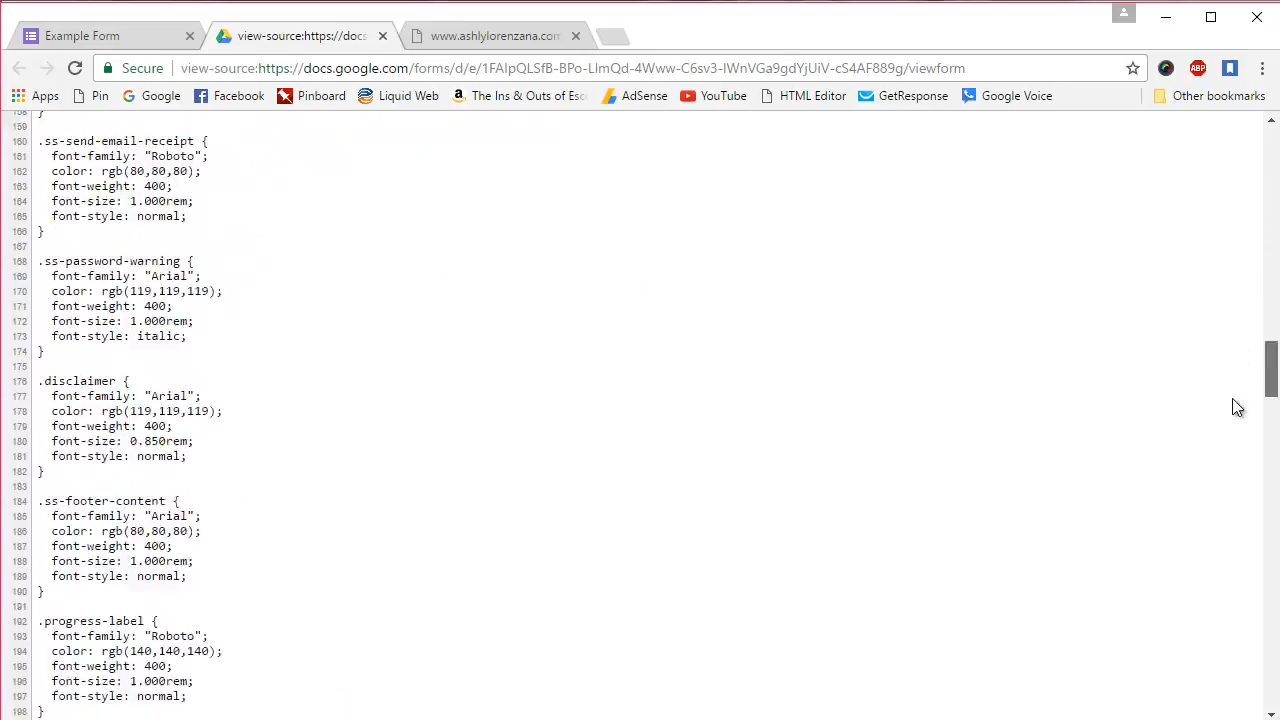 Example Form
view-source:https://docs
www.ashlylorenzana.com
Secure
view-source:https://docs.google.com/forms/d/e/1FAIpQLSfB-BPo-LImQd-4Www-C6sv3-IWnVGa9gdYjUiV-cS4AF889g/viewform
ABP
Apps
Pin
Google
Facebook
Pinboard
Liquid Web
The Ins & Outs of Esc
AdSense
YouTube
HTML Editor
GetResponse
Google Voice
Other bookmarks
158 }
159
160 .ss-send-email-receipt {
161 font-family: "Roboto";
162 color: rgb(80,80,80);
163 font-weight: 400;
164 font-size: 1.000rem;
165 font-style: normal;
166 }
167
168 .ss-password-warning {
169 font-family: "Arial";
170 color: rgb(119,119,119);
171 font-weight: 400;
172 font-size: 1.000rem;
173 font-style: italic;
174 }
175
176 .disclaimer {
177 font-family: "Arial";
178 color: rgb(119,119,119);
179 font-weight: 400;
180 font-size: 0.850rem;
181 font-style: normal;
182 }
183
184 .ss-footer-content {
185 font-family: "Arial";
186 color: rgb(80,80,80);
187 font-weight: 400;
188 font-size: 1.000rem;
189 font-style: normal;
190 }
191
192 .progress-label {
193 font-family: "Roboto";
194 color: rgb(140,140,140);
195 font-weight: 400;
196 font-size: 1.000rem;
197 font-style: normal;
198 }